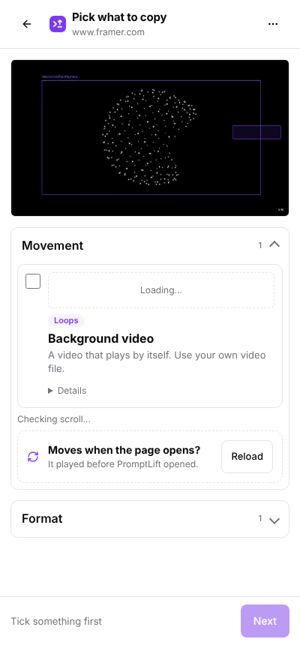 Pick what to copy
www.framer.com
Movement
1
Loading...
Loops
Background video
A video that plays by itself. Use your own video
file.
Details
Checking scroll...
Moves when the page opens?
It played before PromptLift opened.
Reload
Format
1
Tick something first
Next